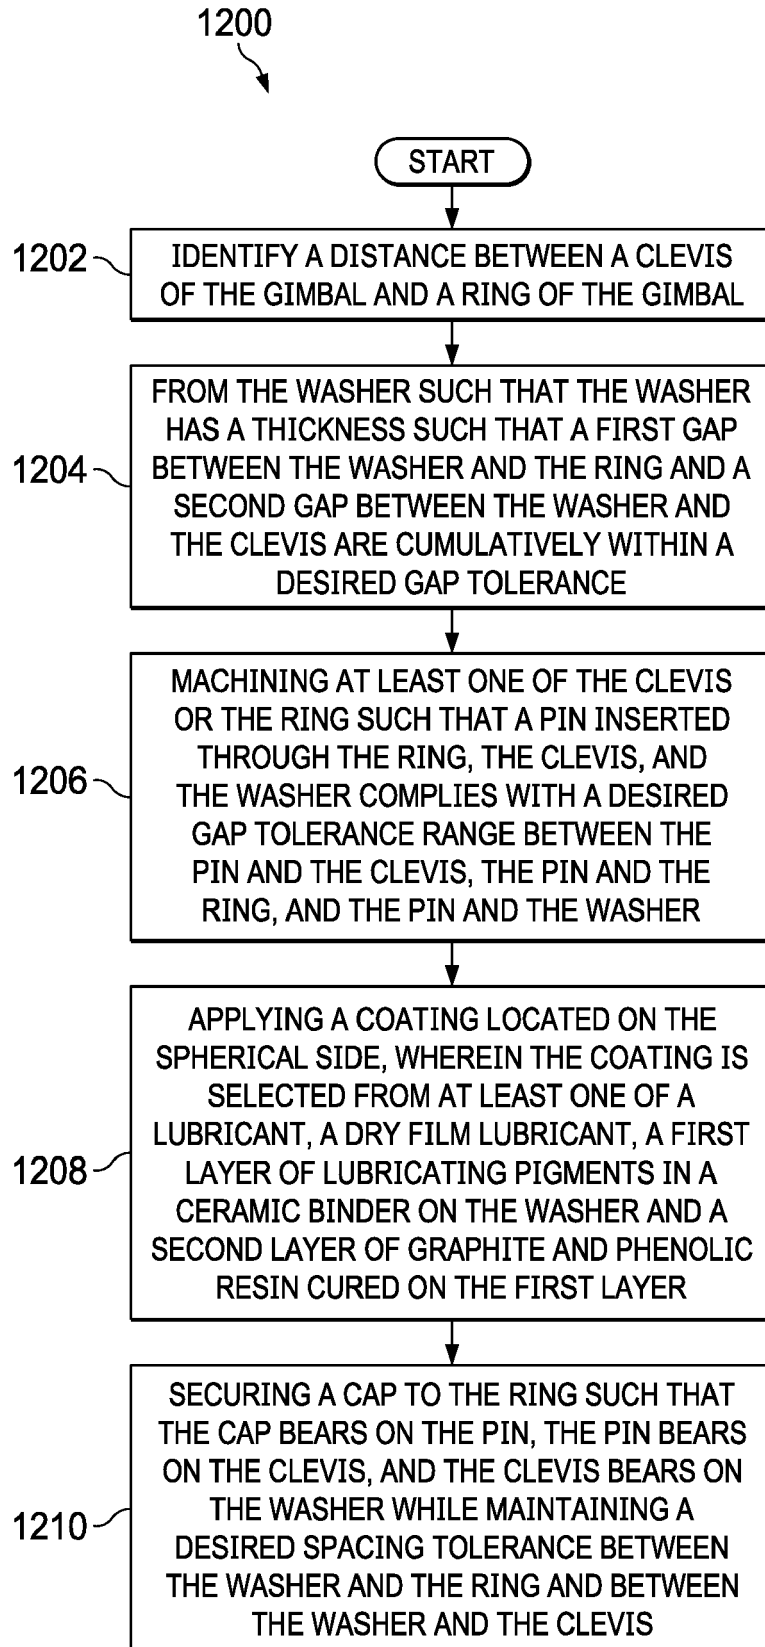 1200
START
1202
IDENTIFY A DISTANCE BETWEEN A CLEVIS
OF THE GIMBAL AND A RING OF THE GIMBAL
1204
FROM THE WASHER SUCH THAT THE WASHER
HAS A THICKNESS SUCH THAT A FIRST GAP
BETWEEN THE WASHER AND THE RING AND A
SECOND GAP BETWEEN THE WASHER AND
THE CLEVIS ARE CUMULATIVELY WITHIN A
DESIRED GAP TOLERANCE
1206
MACHINING AT LEAST ONE OF THE CLEVIS
OR THE RING SUCH THAT A PIN INSERTED
THROUGH THE RING, THE CLEVIS, AND
THE WASHER COMPLIES WITH A DESIRED
GAP TOLERANCE RANGE BETWEEN THE
PIN AND THE CLEVIS, THE PIN AND THE
RING, AND THE PIN AND THE WASHER
1208
APPLYING A COATING LOCATED ON THE
SPHERICAL SIDE, WHEREIN THE COATING IS
SELECTED FROM AT LEAST ONE OF A
LUBRICANT, A DRY FILM LUBRICANT, A FIRST
LAYER OF LUBRICATING PIGMENTS IN A
CERAMIC BINDER ON THE WASHER AND A
SECOND LAYER OF GRAPHITE AND PHENOLIC
RESIN CURED ON THE FIRST LAYER
1210
SECURING A CAP TO THE RING SUCH THAT
THE CAP BEARS ON THE PIN, THE PIN BEARS
ON THE CLEVIS, AND THE CLEVIS BEARS ON
THE WASHER WHILE MAINTAINING A
DESIRED SPACING TOLERANCE BETWEEN
THE WASHER AND THE RING AND BETWEEN
THE WASHER AND THE CLEVIS